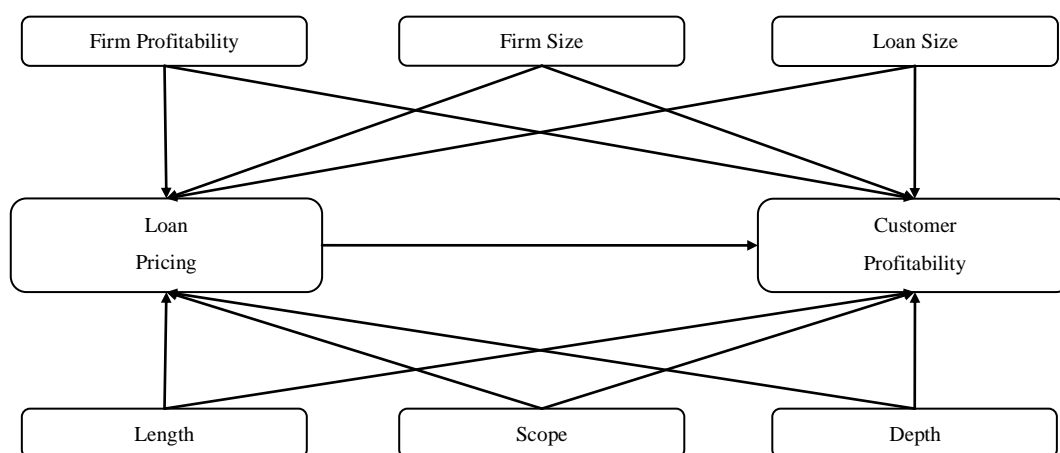 Firm Profitability
Firm Size
Loan Size
Loan
Pricing
Customer
Profitability
Length
Scope
Depth